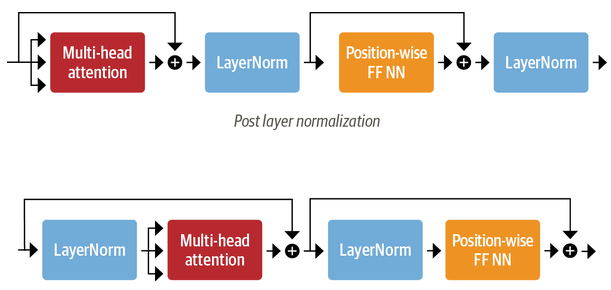 Multi-head
attention
+
LayerNorm
Position-wise
FF NN
+
LayerNorm
Post layer normalization
LayerNorm
Multi-head
attention
+
LayerNorm
Position-wise
FF NN
+